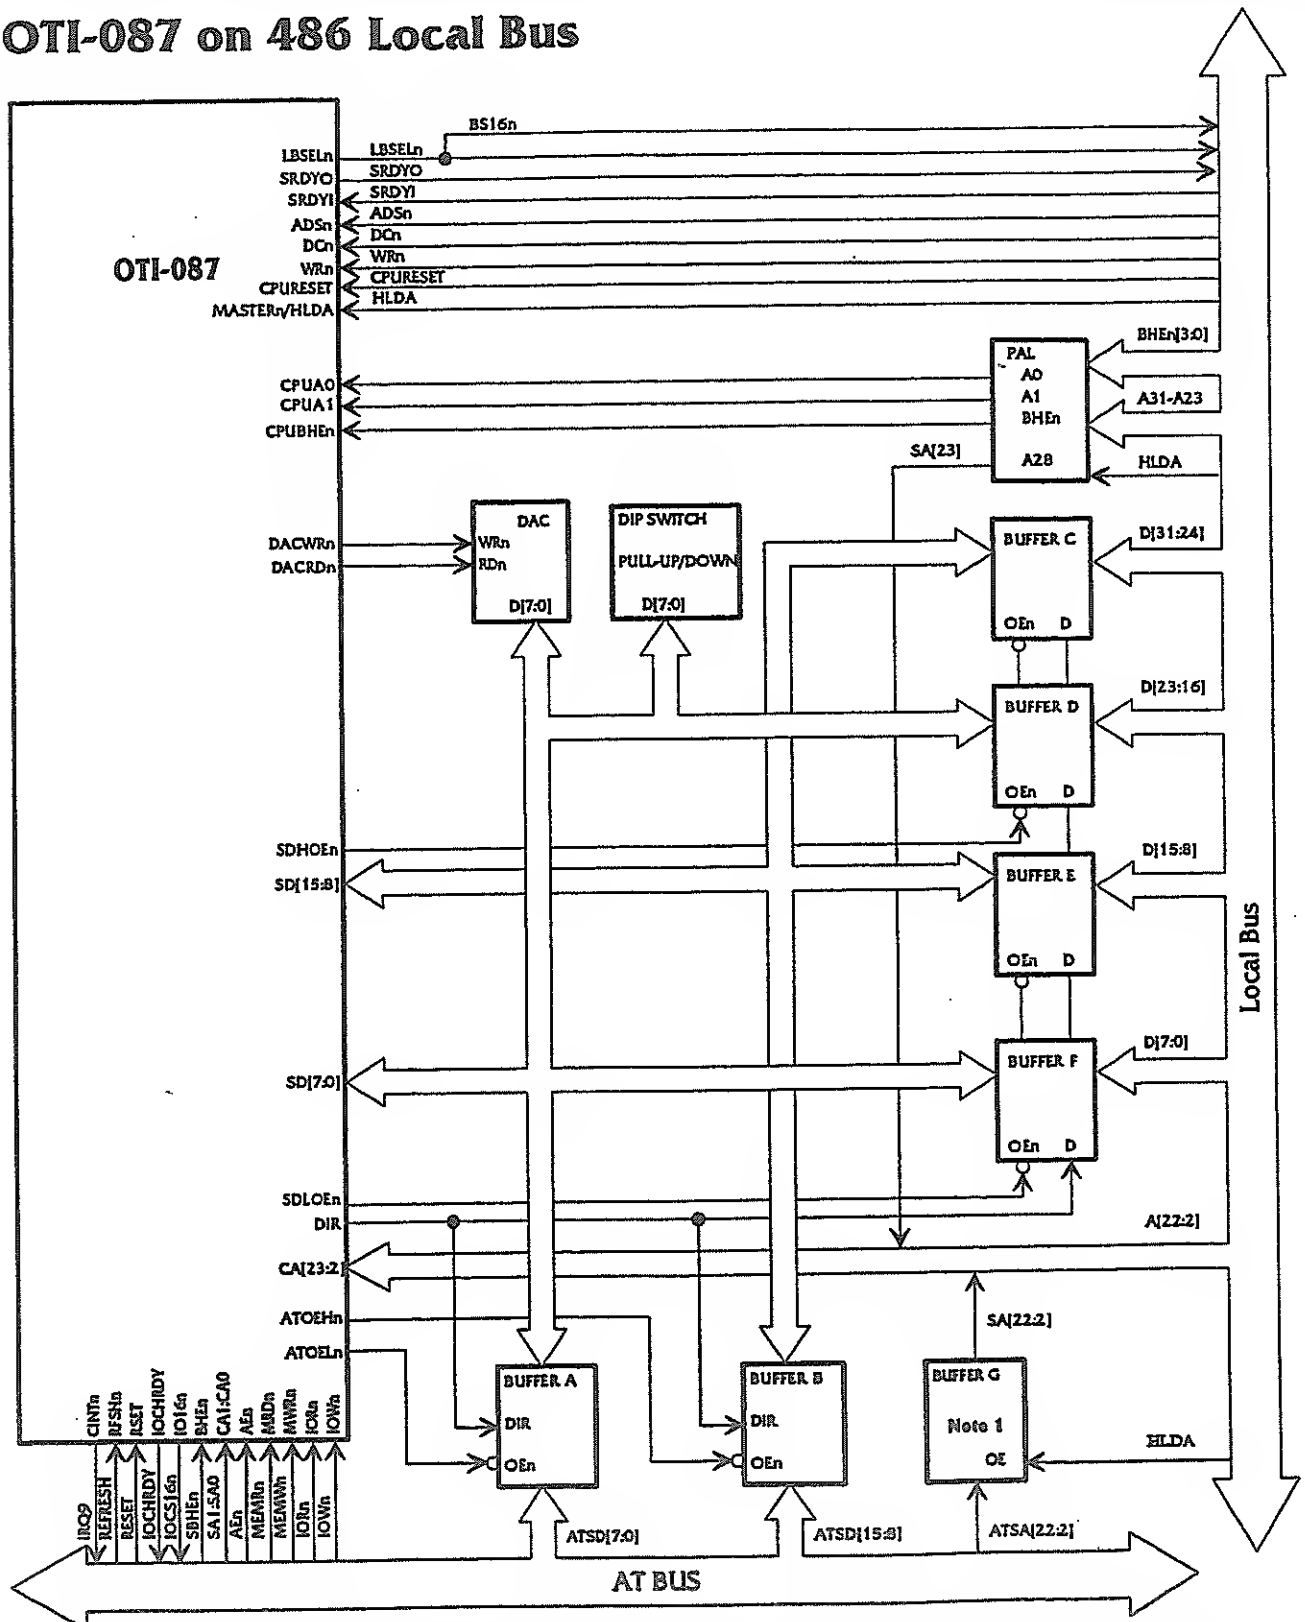 OTI-087 on 486 Local Bus
BS16n
LBSELn LBSELn
SRDYO SRDYO
SRDYI SRDYI
ADSn ADSn
DCn DCn
OTI-087
WRn WRn
CPURESET CPURESET
MASTERn/HLDA HLDA
BHEn[3:0]
PAL
CPUA0 A0
CPUA1 A1 A31-A23
CPUBHEn BHEn
SA[23] A28 HLDA
DAC DIP SWITCH
DACWRn WRn BUFFER C D[31:24]
DACRDn RDn PULL-UP/DOWN
D[7:0] D[7:0]
OEn D
D[23:16]
BUFFER D
OEn D
SDHOEn D[15:8]
SD[15:8] BUFFER E
Local Bus
OEn D
D[7:0]
SD[7:0] BUFFER F
OEn D
SDLOEn
DIR A[22:2]
CA[23:2]
ATOEHn SA[22:2]
ATOELn
BUFFER A BUFFER B BUFFER G
CINTn RFSHn RSET IOCHRDY IO16n BHEn CA1:CA0 AEn MRDn MWRn IORn IOWn
DIR DIR Note 1
HLDA
OEn OEn OE
IRQ9 REFRESH RESET IOCHRDY IOCS16n SBHEn SA1:SA0 AEn MEMRn MEMWn IORn IOWn
ATSD[7:0] ATSD[15:8] ATSA[22:2]
AT BUS